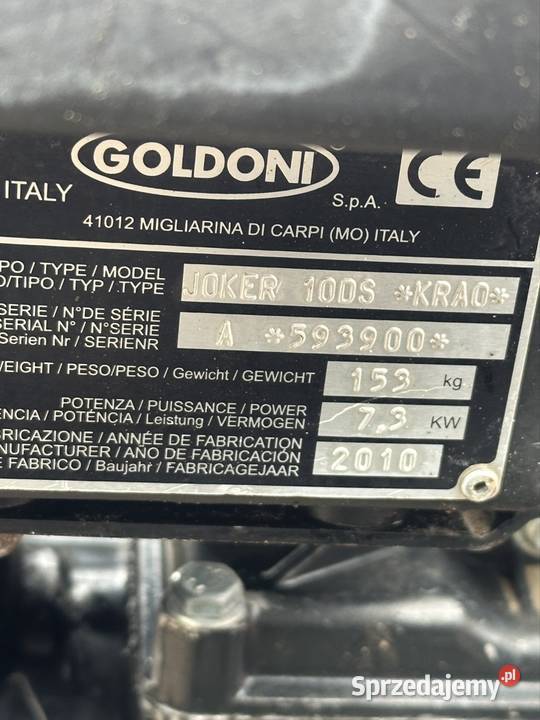 GOLDONI
CE
ITALY
S.p.A.
41012 MIGLIARINA DI CARPI (MO) ITALY
PO / TYPE / MODEL
O/TIPO / TYP / .TYPE
JOKER 10DS *KRAO*
SERIE / N°DE SÉRIE
SERIAL N° / N° DE SERIE
Serien Nr / SERIENR
A *593900*
WEIGHT / PESO/PESO / Gewicht / GEWICHT
153 kg
POTENZA / PUISSANCE / POWER
ENCIA / POTÊNCIA / Leistung / VERMOGEN
7,3 KW
BRICAZIONE / ANNÉE DE FABRICATION
NUFACTURER / AÑO DE FABRICACIÓN
E FABRICO / Baujahr / FABRICAGEJAAR
2010
Sprzedajemy.pl